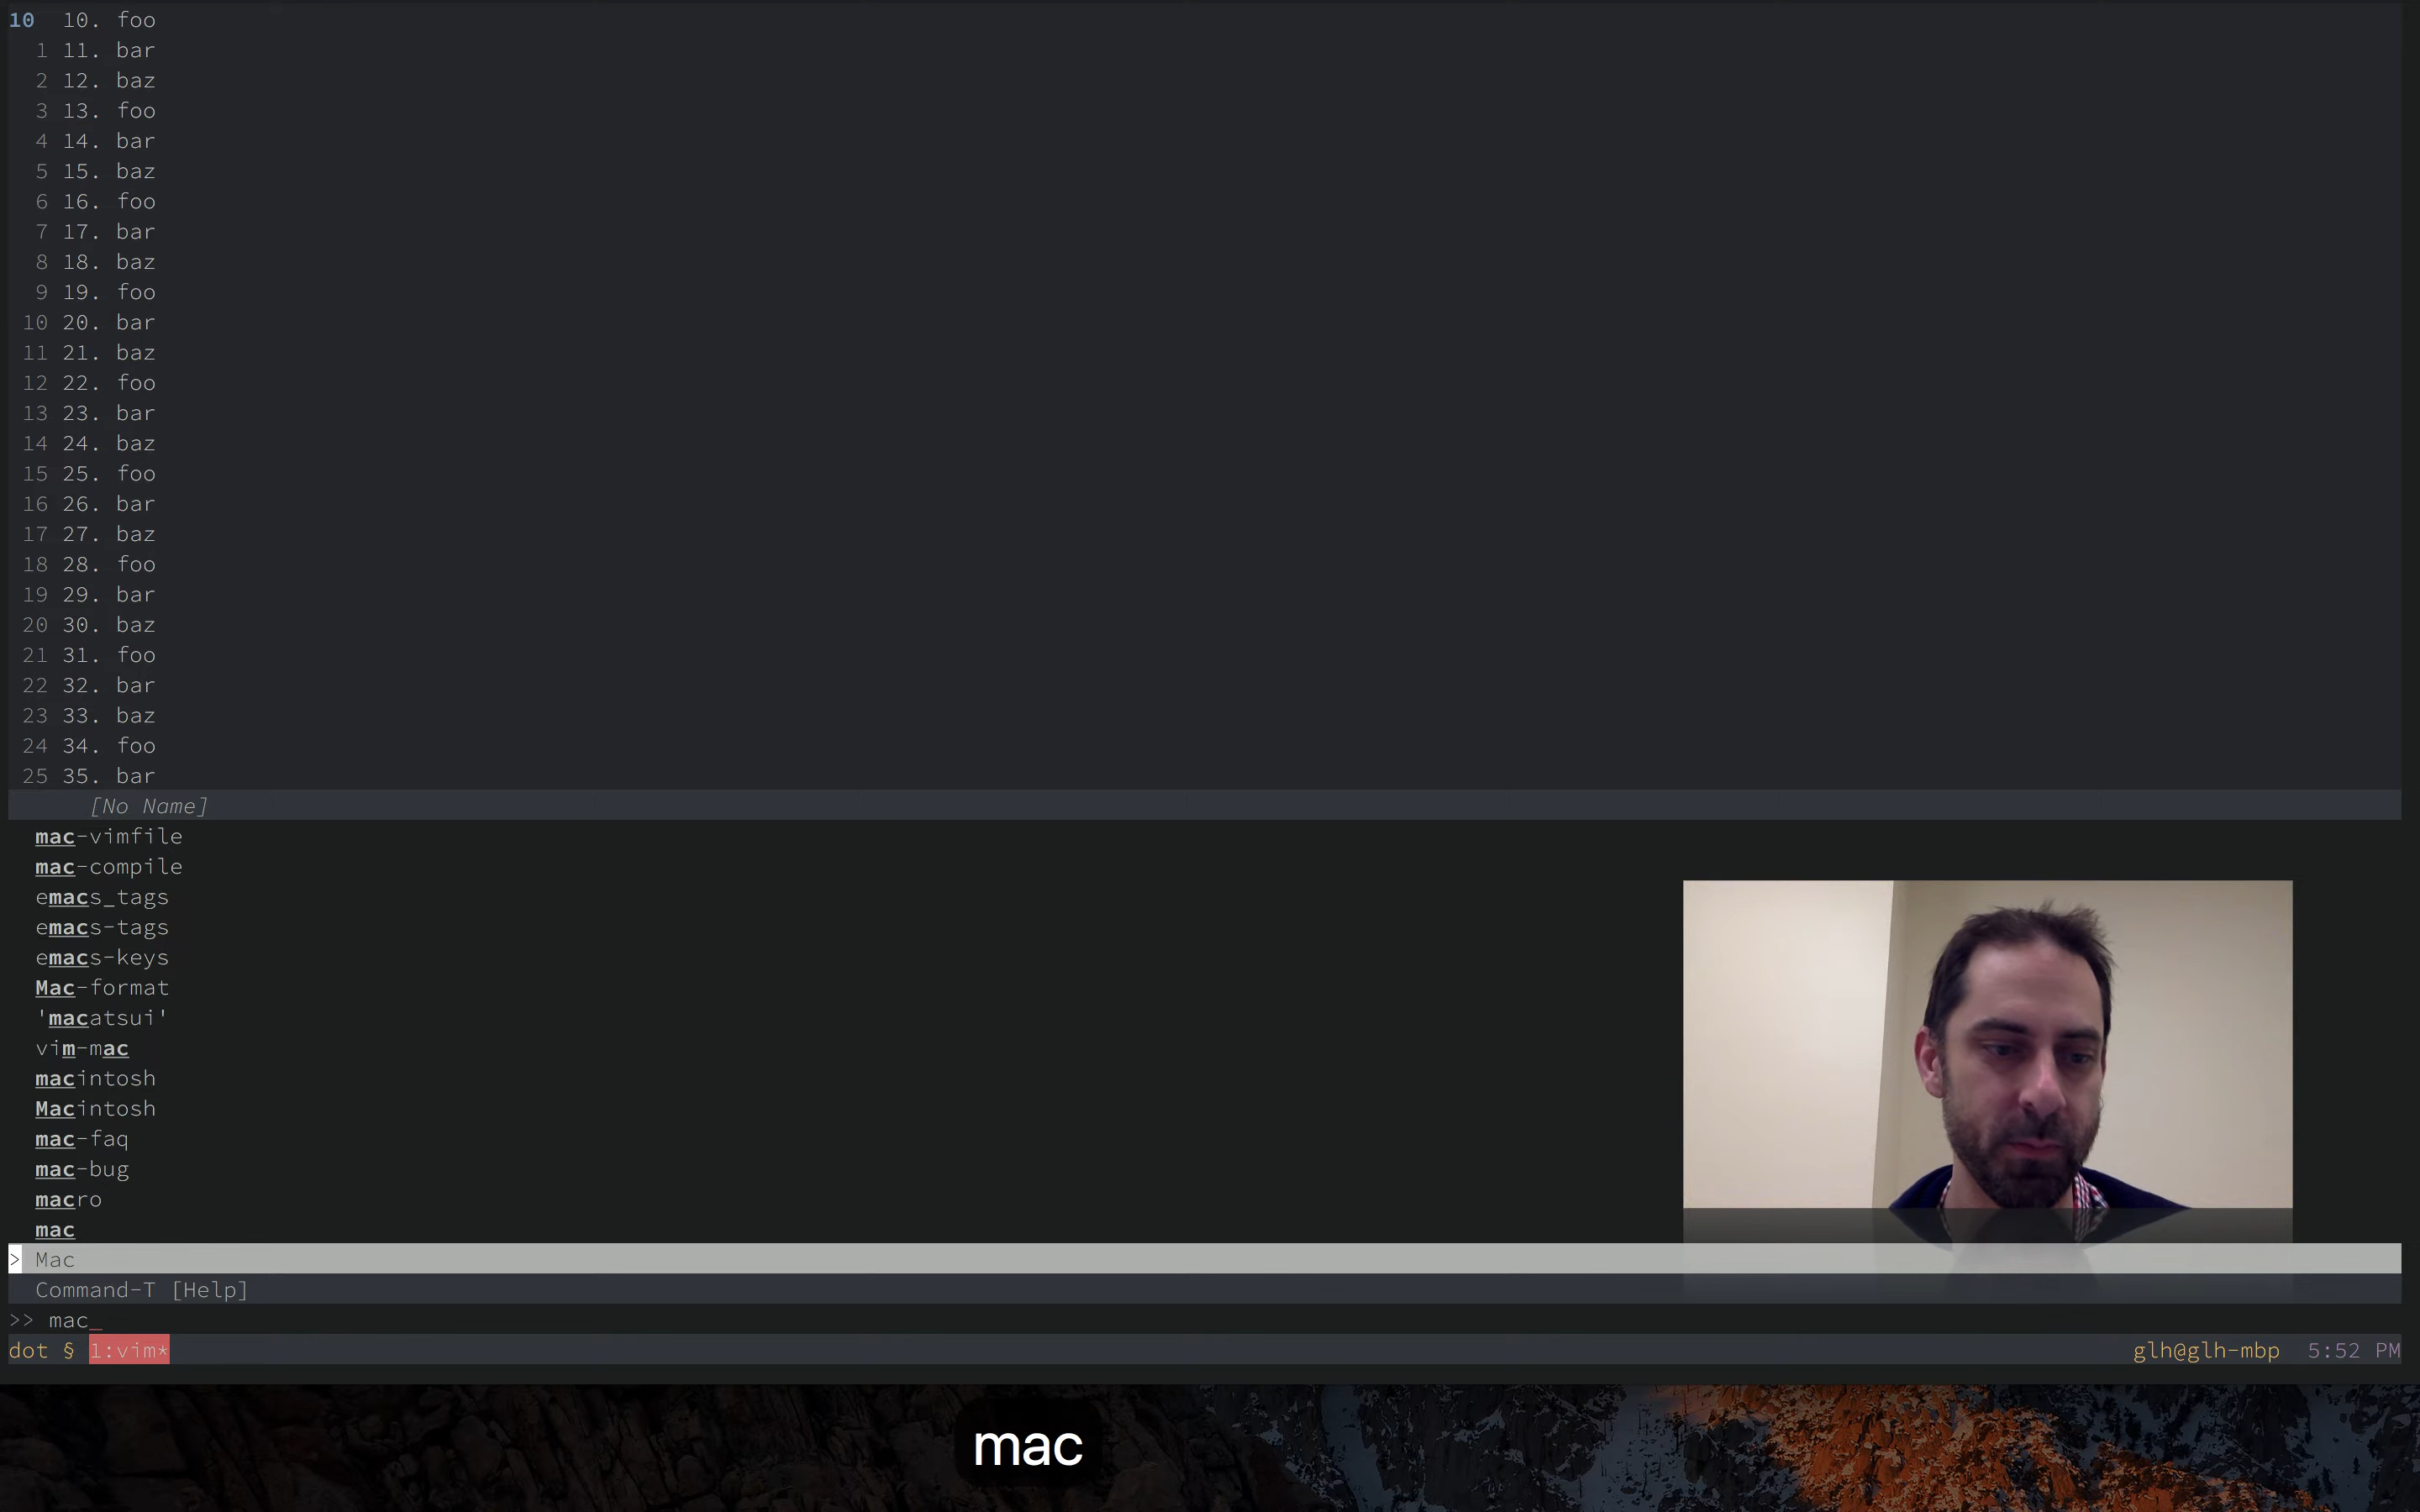 10 10. foo
1 11. bar
2 12. baz
3 13. foo
4 14. bar
5 15. baz
6 16. foo
7 17. bar
8 18. baz
9 19. foo
10 20. bar
11 21. baz
12 22. foo
13 23. bar
14 24. baz
15 25. foo
16 26. bar
17 27. baz
18 28. foo
19 29. bar
20 30. baz
21 31. foo
22 32. bar
23 33. baz
24 34. foo
25 35. bar
[No Name]
mac-vimfile
mac-compile
emacs_tags
emacs-tags
emacs-keys
Mac-format
'macatsui'
vim-mac
macintosh
Macintosh
mac-faq
mac-bug
macro
mac
> Mac
Command-T [Help]
>> mac_
dot § 1:vim* glh@glh-mbp 5:52 PM
mac